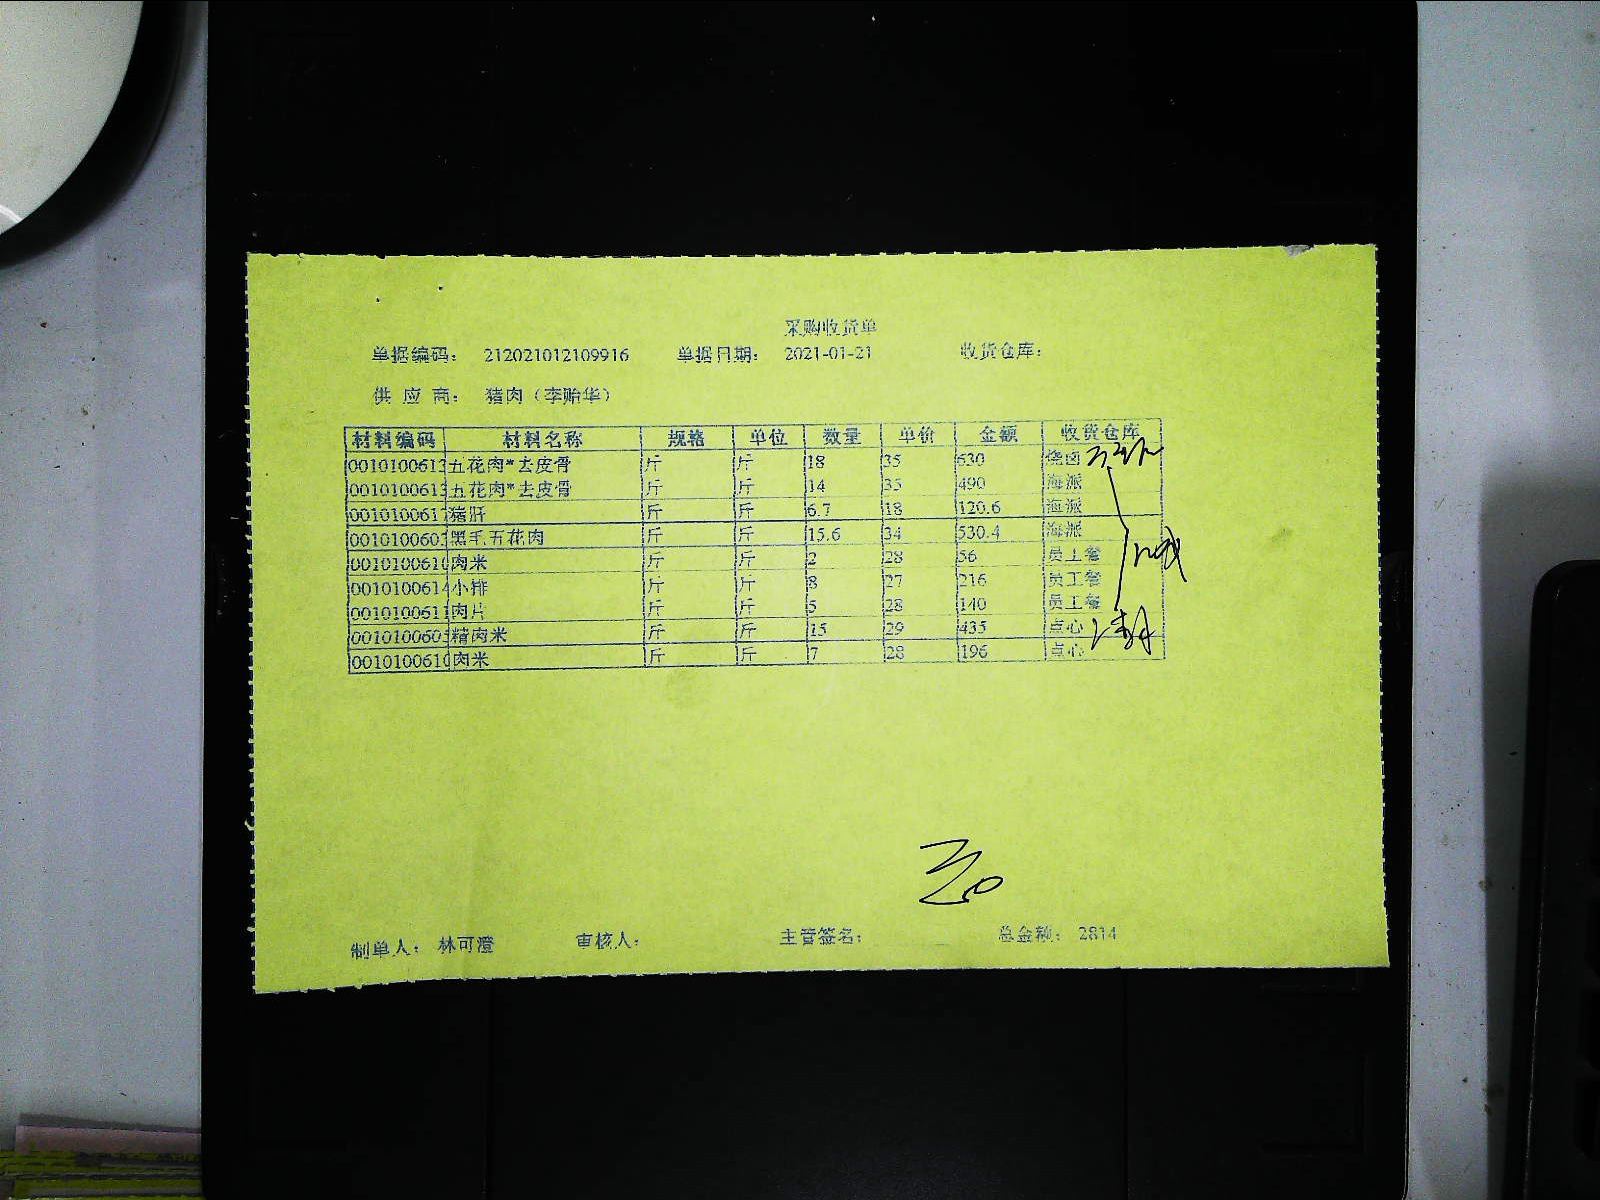 采购收货单
单据编码： 212021012109916 单据日期： 2021-01-21 收货仓库：
供 应 商： 猪肉（李贻华）
材料编码 材料名称 规格 单位 数量 单价 金额 收货仓库
0010100613 五花肉*去皮骨 斤 斤 18 35 630 烧卤
0010100613 五花肉*去皮骨 斤 斤 14 35 490 海派
0010100617 猪肝 斤 斤 6.7 18 120.6 海派
0010100605 黑毛五花肉 斤 斤 15.6 34 530.4 海派
0010100610 肉米 斤 斤 2 28 56 员工餐
0010100614 小排 斤 斤 8 27 216 员工餐
0010100611 肉片 斤 斤 5 28 140 员工餐
0010100605 精肉米 斤 斤 15 29 435 点心
0010100610 肉米 斤 斤 7 28 196 点心
制单人： 林可澄 审核人： 主管签名： 总金额： 2814